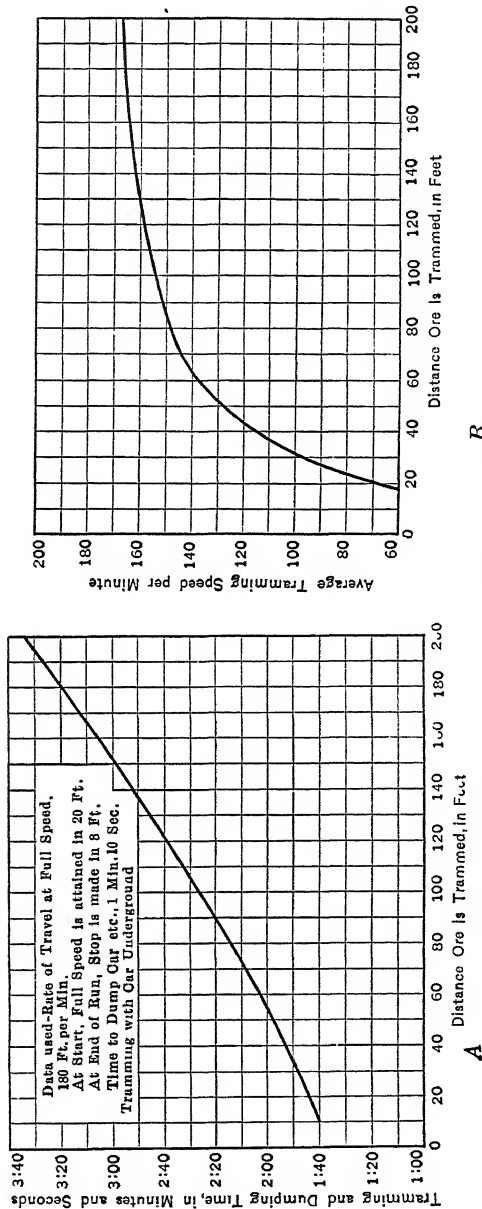 Tramming and Dumping Time, in Minutes and Seconds
3:40
3:20
3:00
2:40
2:20
2:00
1:40
1:20
1:00
Data used-Rate of Travel at Full Speed,
180 Ft. per Min.
At Start, Full Speed is attained in 20 Ft.
At End of Run, Stop is made in 8 Ft.
Time to Dump Car etc., 1 Min. 10 Sec.
Tramming with Car Underground
0 20 40 60 80 100 120 140 180
Distance Ore Is Trammed, in Feet
A
Average Tramming Speed per Minute
200
180
160
140
120
100
80
60
0 20 40 60 80 100 120 140 160 180 200
Distance Ore Is Trammed, in Feet
B